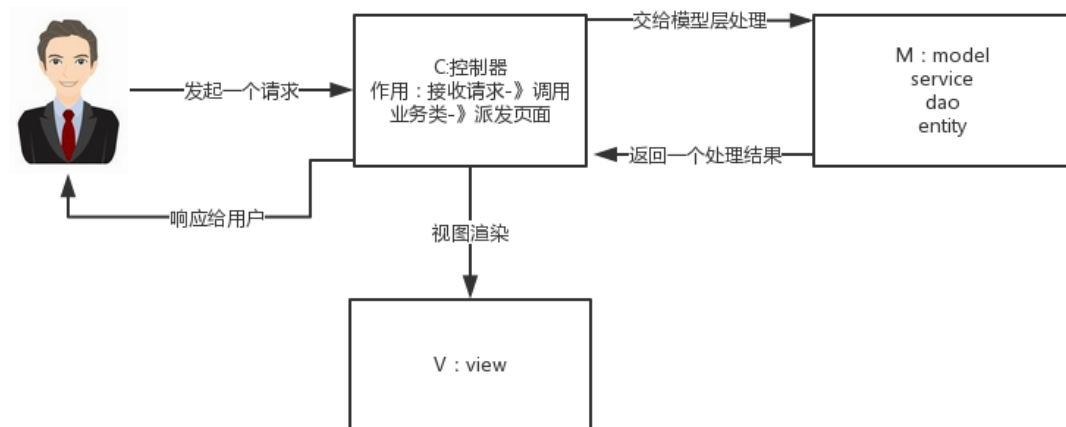 交给模型层处理
C:控制器
作用：接收请求-》调用
业务类-》派发页面
M：model
service
dao
entity
发起一个请求
返回一个处理结果
响应给用户
视图渲染
V：view